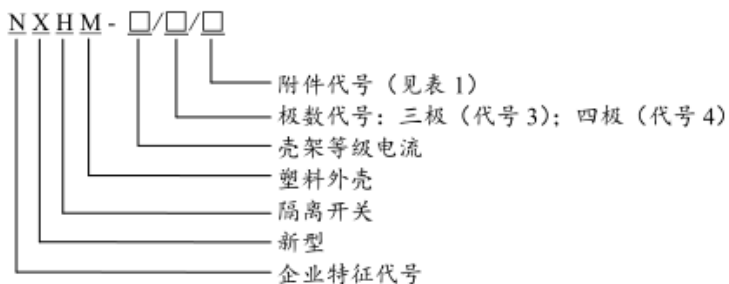 NXHM-□/□/□
附件代号（见表1）
极数代号：三极（代号3）；四极（代号4）
壳架等级电流
塑料外壳
隔离开关
新型
企业特征代号